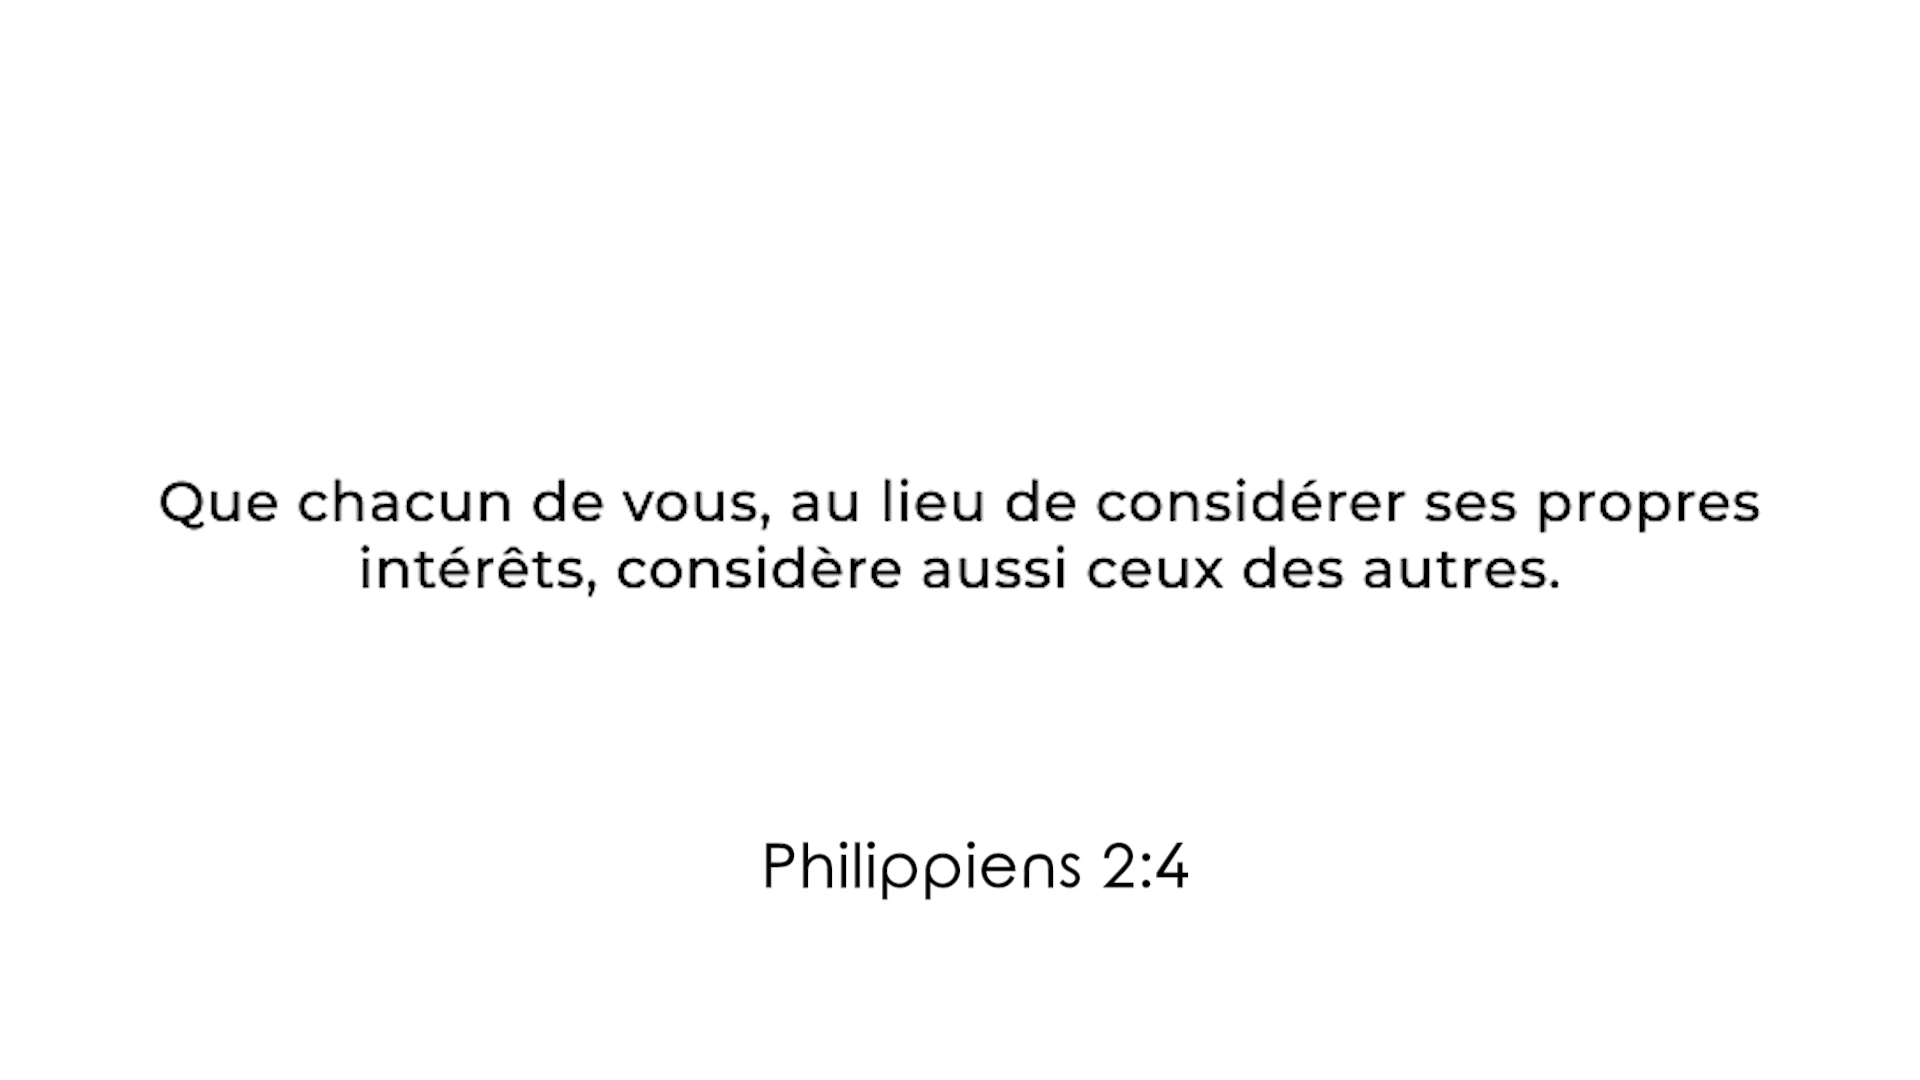 Que chacun de vous, au lieu de considérer ses propres
intérêts, considère aussi ceux des autres.
Philippiens 2:4